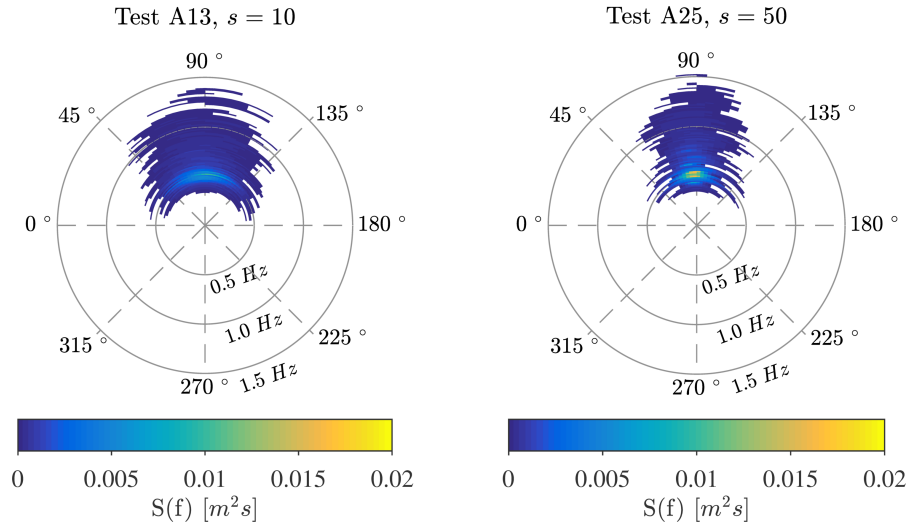 Test A13, s = 10
90 °
45 °
135 °
0 °
180 °
0.5 Hz
1.0 Hz
1.5 Hz
315 °
225 °
270 °
0 0.005 0.01 0.015 0.02
S(f) [m²s]
Test A25, s = 50
90 °
45 °
135 °
0 °
180 °
0.5 Hz
1.0 Hz
1.5 Hz
315 °
225 °
270 °
0 0.005 0.01 0.015 0.02
S(f) [m²s]